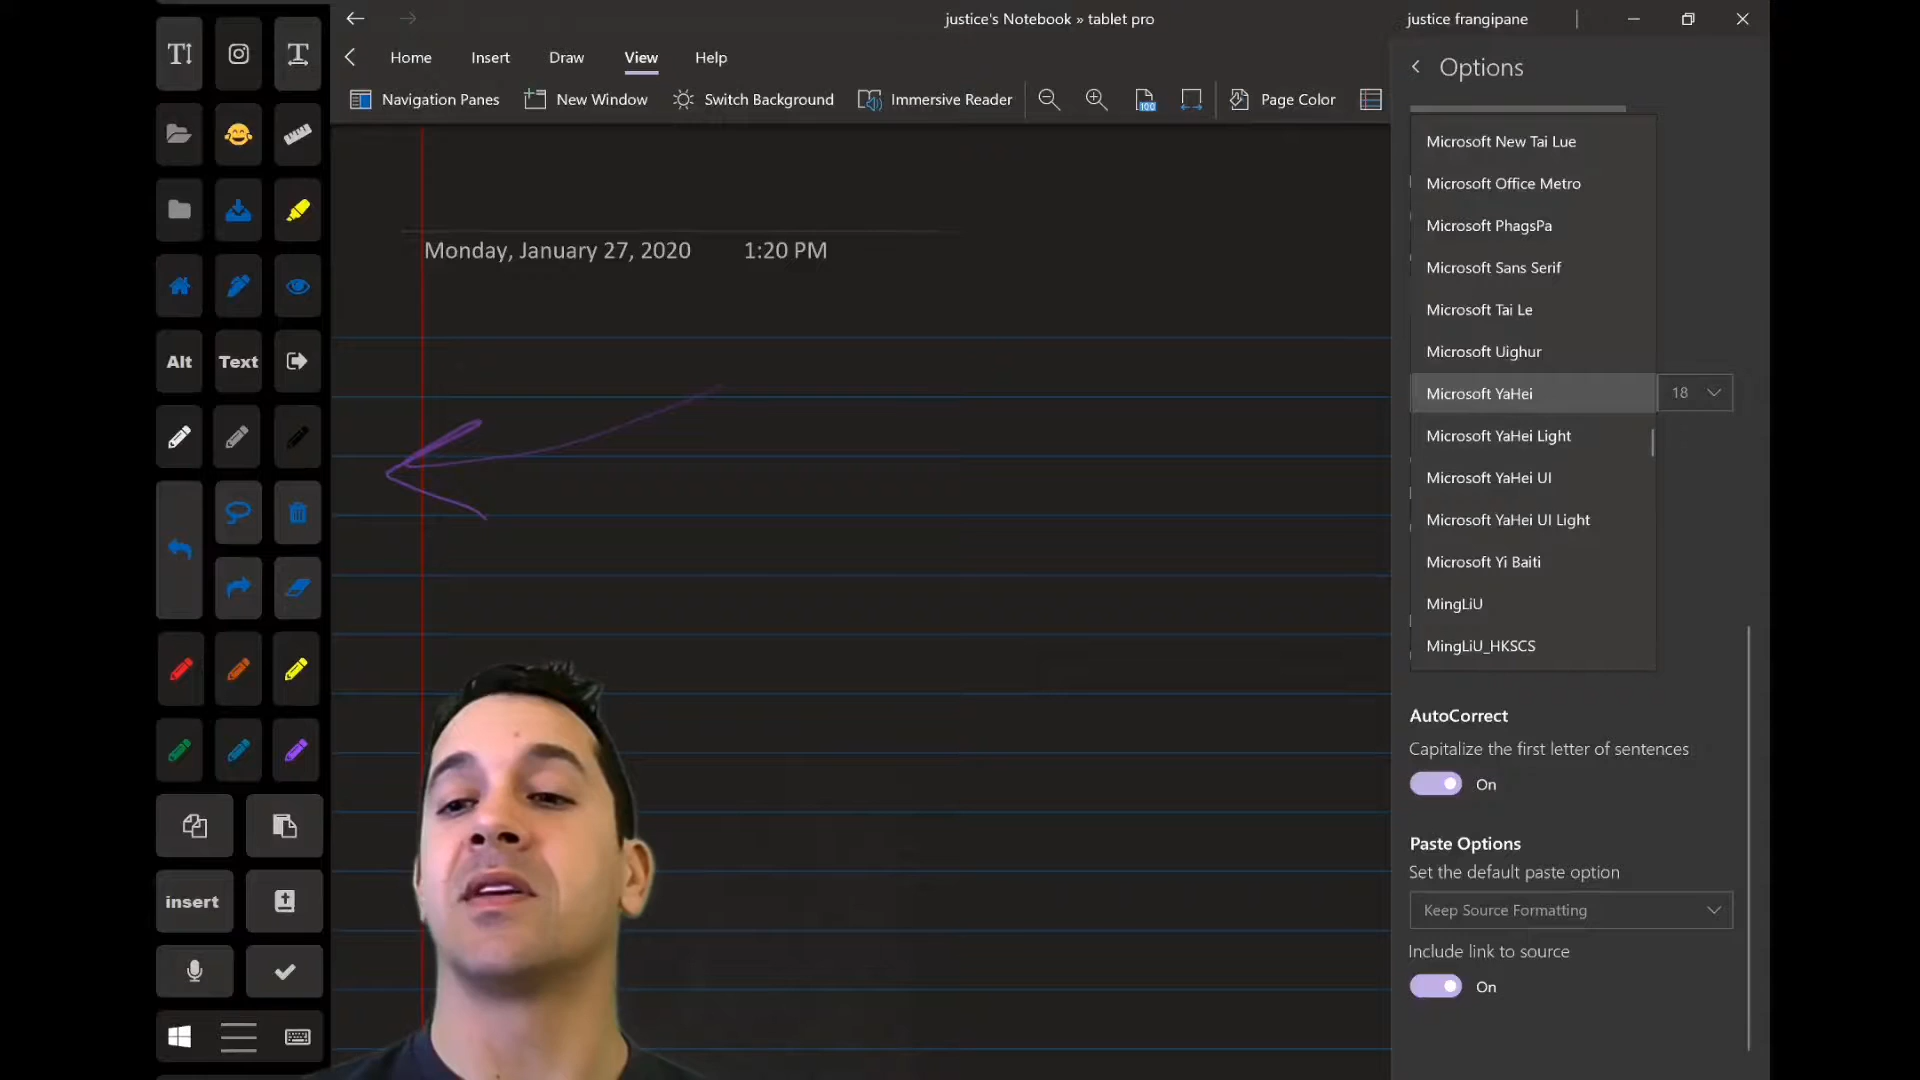 justice's Notebook » tablet pro
justice frangipane
Home Insert Draw View Help
Navigation Panes New Window Switch Background Immersive Reader 100 Page Color
Options
Monday, January 27, 2020 1:20 PM
Alt Text
insert
Microsoft New Tai Lue
Microsoft Office Metro
Microsoft PhagsPa
Microsoft Sans Serif
Microsoft Tai Le
Microsoft Uighur
Microsoft YaHei 18
Microsoft YaHei Light
Microsoft YaHei UI
Microsoft YaHei UI Light
Microsoft Yi Baiti
MingLiU
MingLiU_HKSCS
AutoCorrect
Capitalize the first letter of sentences
On
Paste Options
Set the default paste option
Keep Source Formatting
Include link to source
On